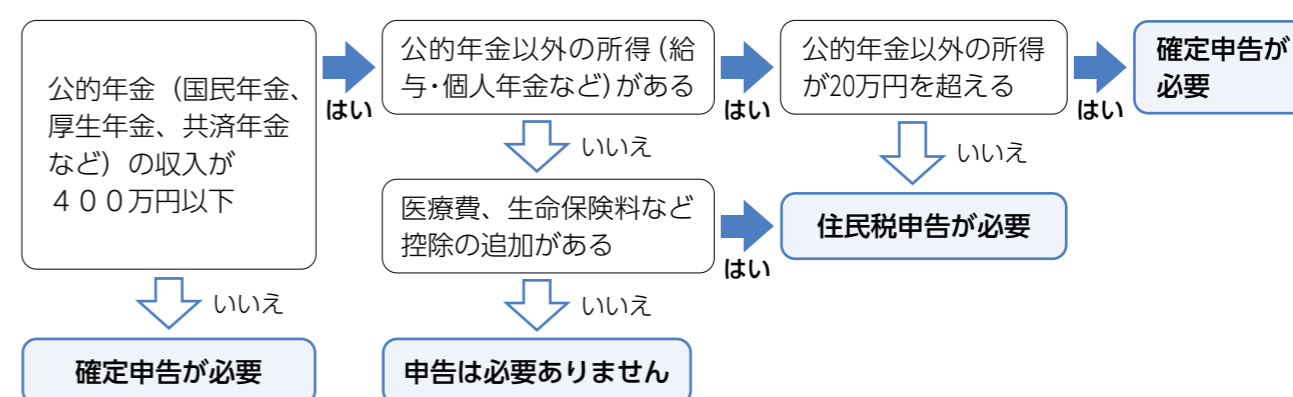 公的年金（国民年金、
厚生年金、共済年金
など）の収入が
４００万円以下
はい
いいえ
確定申告が必要
公的年金以外の所得（給
与・個人年金など）がある
はい
いいえ
医療費、生命保険料など
控除の追加がある
はい
いいえ
申告は必要ありません
公的年金以外の所得
が20万円を超える
はい
いいえ
住民税申告が必要
確定申告が
必要